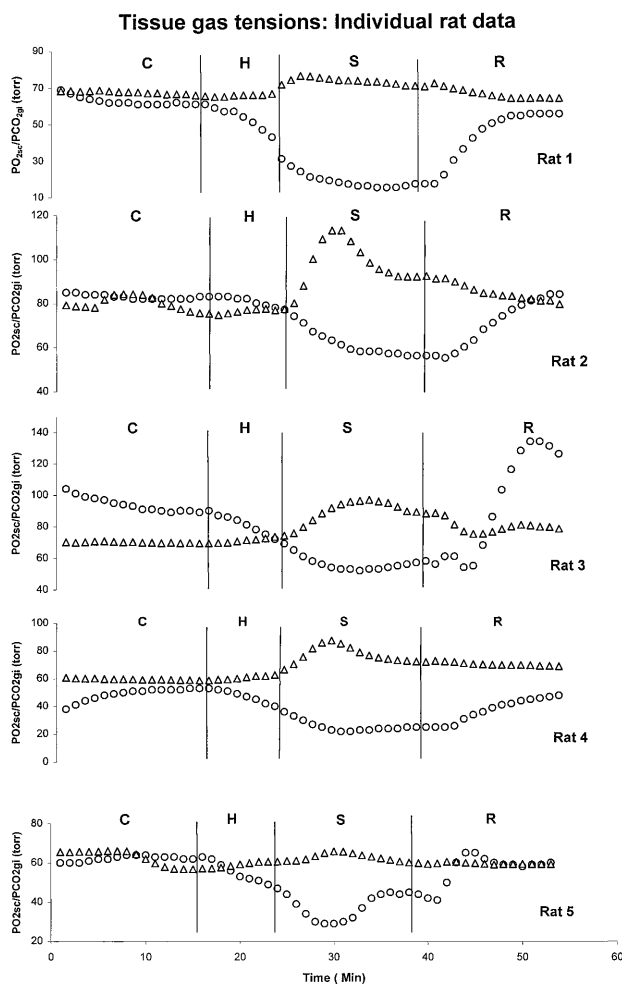 Tissue gas tensions: Individual rat data
PO2sc/PCO2gi (torr)
90
70
50
30
10
C H S R
Rat 1
PO2sc/PCO2gi (torr)
120
100
80
60
40
C H S R
Rat 2
PO2sc/PCO2gi (torr)
140
120
100
80
60
40
C H S R
Rat 3
PO2sc/PCO2gi (torr)
100
80
60
40
20
0
C H S R
Rat 4
PO2sc/PCO2gi (torr)
80
60
40
20
C H S R
Rat 5
0 10 20 30 40 50 60
Time ( Min)